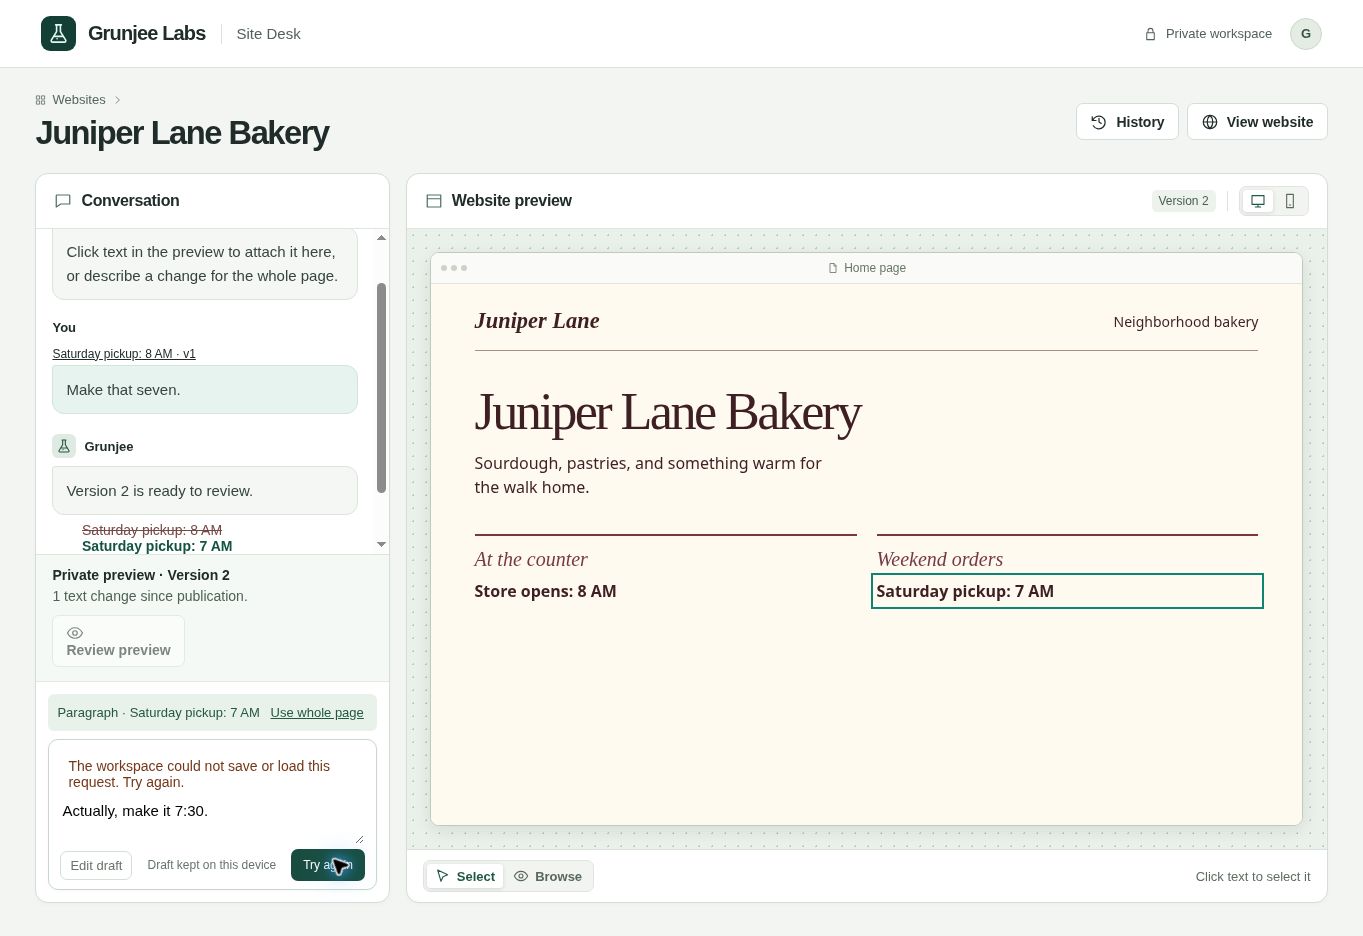 Grunjee Labs
Site Desk
Private workspace
G
Websites
Juniper Lane Bakery
History
View website
Conversation
Click text in the preview to attach it here,
or describe a change for the whole page.
You
Saturday pickup: 8 AM · v1
Make that seven.
Grunjee
Version 2 is ready to review.
Saturday pickup: 8 AM
Saturday pickup: 7 AM
Private preview · Version 2
1 text change since publication.
Review preview
Paragraph · Saturday pickup: 7 AM
Use whole page
The workspace could not save or load this
request. Try again.
Actually, make it 7:30.
Edit draft
Draft kept on this device
Try again
Website preview
Version 2
Home page
Juniper Lane
Neighborhood bakery
Juniper Lane Bakery
Sourdough, pastries, and something warm for
the walk home.
At the counter
Store opens: 8 AM
Weekend orders
Saturday pickup: 7 AM
Select
Browse
Click text to select it